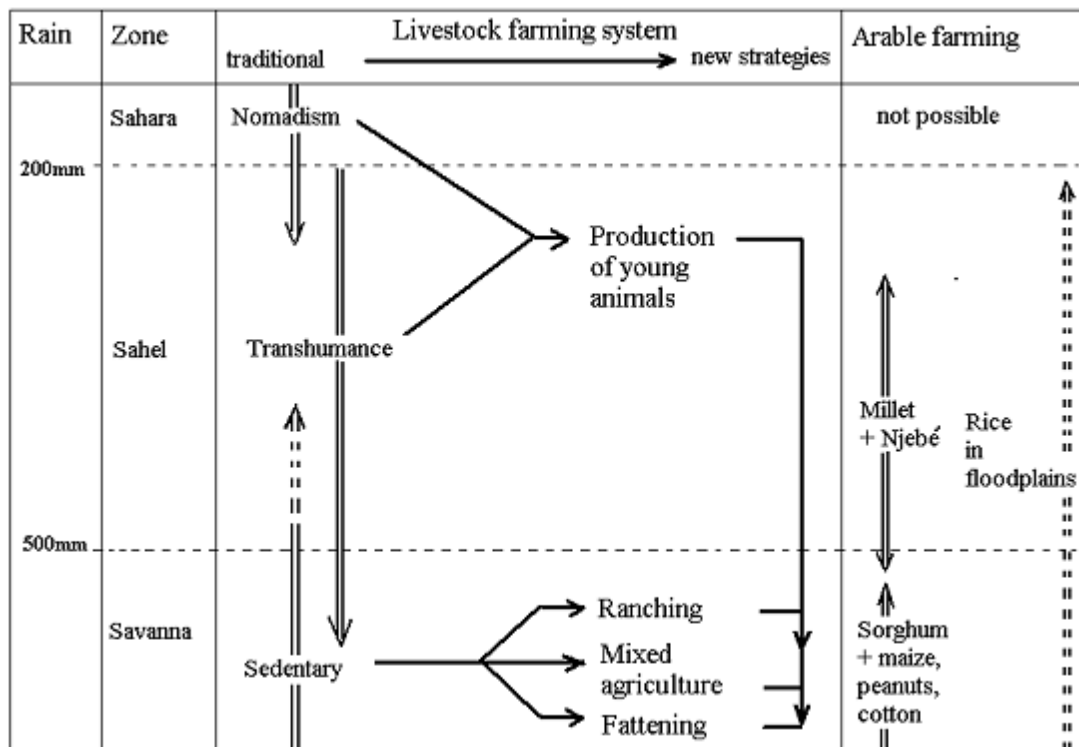 Rain
Zone
Livestock farming system
Arable farming
traditional
new strategies
Sahara
Nomadism
not possible
200mm
Production
of young
animals
Sahel
Transhumance
Millet
+ Njebé
Rice
in
floodplains
500mm
Savanna
Sedentary
Ranching
Mixed
agriculture
Fattening
Sorghum
+ maize,
peanuts,
cotton